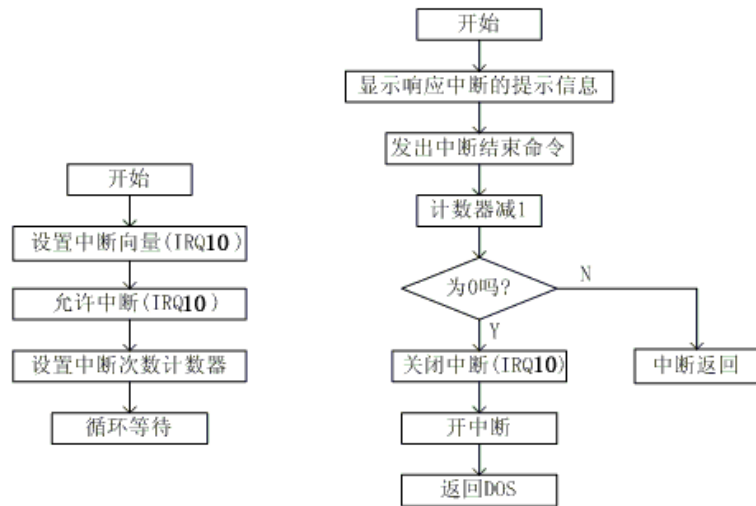 开始
设置中断向量(IRQ10)
允许中断(IRQ10)
设置中断次数计数器
循环等待
开始
显示响应中断的提示信息
发出中断结束命令
计数器减1
为0吗?
N
Y
关闭中断(IRQ10)
中断返回
开中断
返回DOS